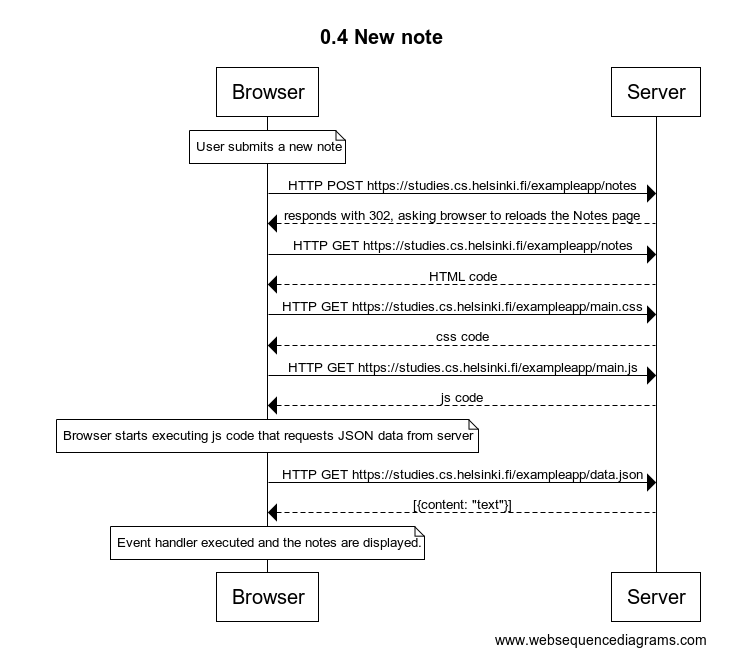 0.4 New note
Browser
Server
User submits a new note
HTTP POST https://studies.cs.helsinki.fi/exampleapp/notes
responds with 302, asking browser to reloads the Notes page
HTTP GET https://studies.cs.helsinki.fi/exampleapp/notes
HTML code
HTTP GET https://studies.cs.helsinki.fi/exampleapp/main.css
css code
HTTP GET https://studies.cs.helsinki.fi/exampleapp/main.js
js code
Browser starts executing js code that requests JSON data from server
HTTP GET https://studies.cs.helsinki.fi/exampleapp/data.json
[{content: "text"}]
Event handler executed and the notes are displayed.
Browser
Server
www.websequencediagrams.com